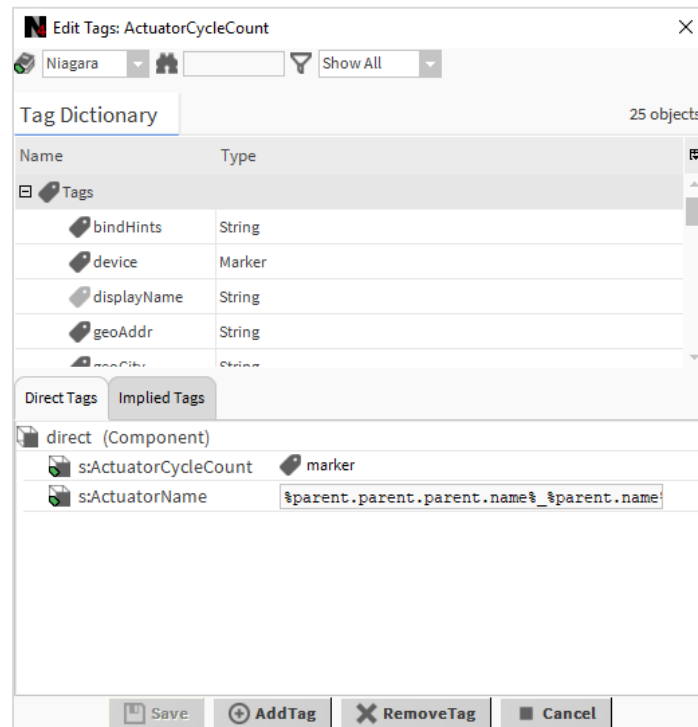 Edit Tags: ActuatorCycleCount
Niagara Show All
Tag Dictionary 25 objects
Name Type
Tags
bindHints String
device Marker
displayName String
geoAddr String
geoCity String
Direct Tags Implied Tags
direct (Component)
s:ActuatorCycleCount marker
s:ActuatorName %parent.parent.parent.name%_%parent.name%
Save AddTag RemoveTag Cancel